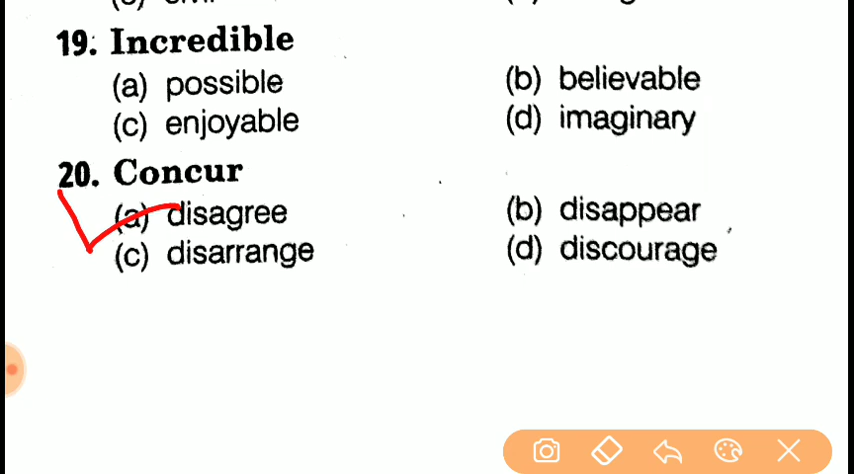 19. Incredible
(a) possible (b) believable
(c) enjoyable (d) imaginary
20. Concur
(a) disagree (b) disappear
(c) disarrange (d) discourage